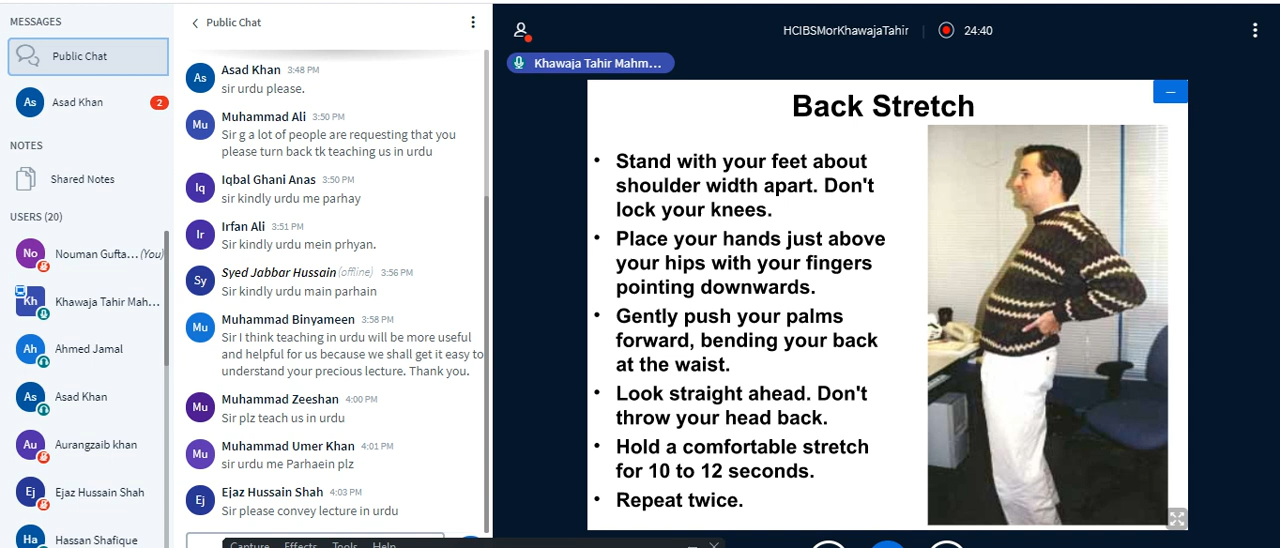 MESSAGES
Public Chat
As
Asad Khan
2
NOTES
Shared Notes
USERS (20)
No
Nouman Gufta... (You)
Kh
Khawaja Tahir Mah...
Ah
Ahmed Jamal
As
Asad Khan
Au
Aurangzaib khan
Ej
Ejaz Hussain Shah
Ha
Hassan Shafique
Public Chat
As
Asad Khan 3:48 PM
sir urdu please.
Mu
Muhammad Ali 3:50 PM
Sir g a lot of people are requesting that you
please turn back tk teaching us in urdu
Iq
Iqbal Ghani Anas 3:50 PM
sir kindly urdu me parhay
Ir
Irfan Ali 3:51 PM
Sir kindly urdu mein prhyan.
Sy
Syed Jabbar Hussain (offline) 3:56 PM
Sir kindly urdu main parhain
Mu
Muhammad Binyameen 3:58 PM
Sir I think teaching in urdu will be more useful
and helpful for us because we shall get it easy to
understand your precious lecture. Thank you.
Mu
Muhammad Zeeshan 4:00 PM
Sir plz teach us in urdu
Mu
Muhammad Umer Khan 4:01 PM
sir urdu me Parhaein plz
Ej
Ejaz Hussain Shah 4:03 PM
Sir please convey lecture in urdu
Capture Effects Tools Help
HCIBSMorKhawajaTahir
24:40
Khawaja Tahir Mahm...
Back Stretch
• Stand with your feet about
shoulder width apart. Don't
lock your knees.
• Place your hands just above
your hips with your fingers
pointing downwards.
• Gently push your palms
forward, bending your back
at the waist.
• Look straight ahead. Don't
throw your head back.
• Hold a comfortable stretch
for 10 to 12 seconds.
• Repeat twice.